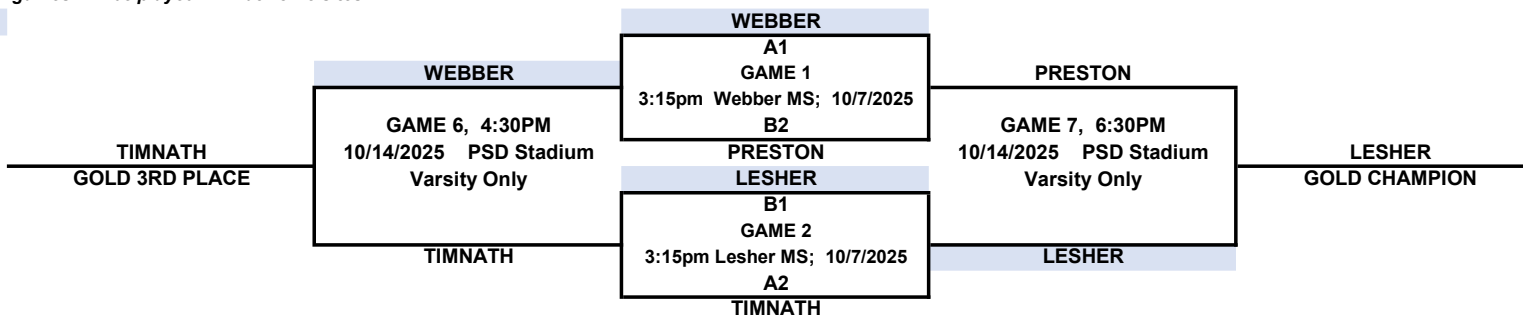 WEBBER
A1
WEBBER
GAME 1
PRESTON
3:15pm Webber MS; 10/7/2025
GAME 6, 4:30PM
B2
GAME 7, 6:30PM
TIMNATH
10/14/2025 PSD Stadium
PRESTON
10/14/2025 PSD Stadium
LESHER
GOLD 3RD PLACE
Varsity Only
LESHER
Varsity Only
GOLD CHAMPION
B1
GAME 2
TIMNATH
3:15pm Lesher MS; 10/7/2025
LESHER
A2
TIMNATH